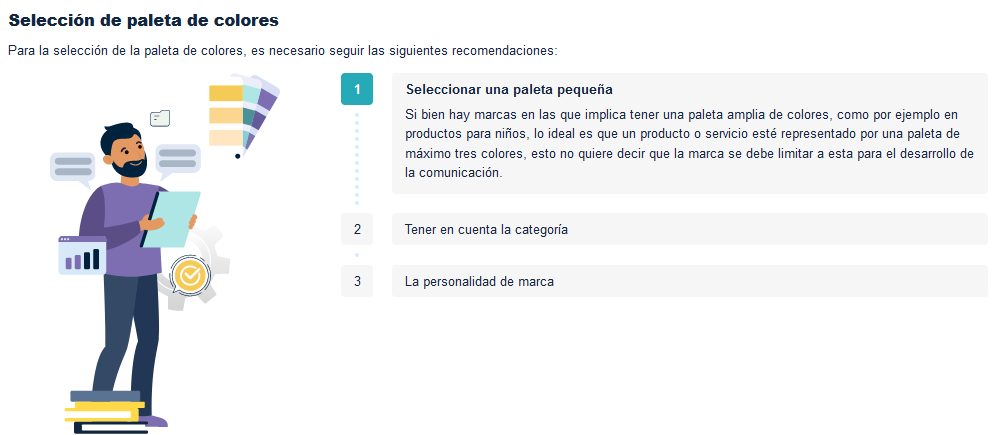 Selección de paleta de colores
Para la selección de la paleta de colores, es necesario seguir las siguientes recomendaciones:
1
Seleccionar una paleta pequeña
Si bien hay marcas en las que implica tener una paleta amplia de colores, como por ejemplo en
productos para niños, lo ideal es que un producto o servicio esté representado por una paleta de
máximo tres colores, esto no quiere decir que la marca se debe limitar a esta para el desarrollo de
la comunicación.
2
Tener en cuenta la categoría
3
La personalidad de marca